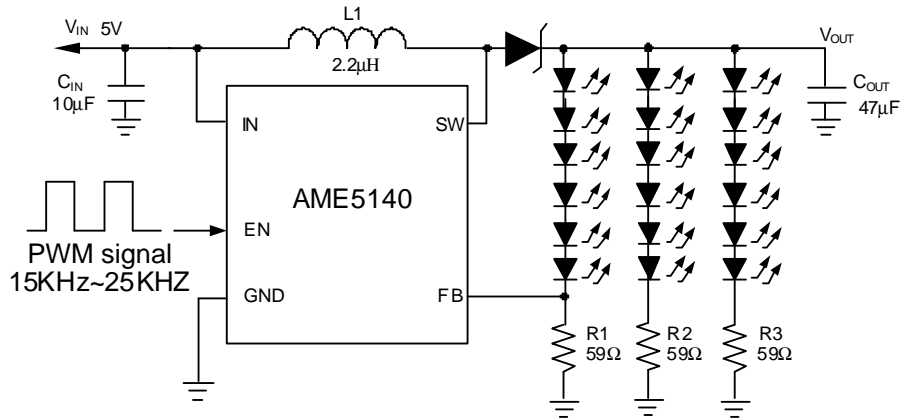 L1
VIN 5V
VOUT
2.2µH
CIN
10µF
COUT
47µF
IN
SW
AME5140
EN
PWM signal
15KHz~25KHZ
GND
FB
R1
59Ω
R2
59Ω
R3
59Ω